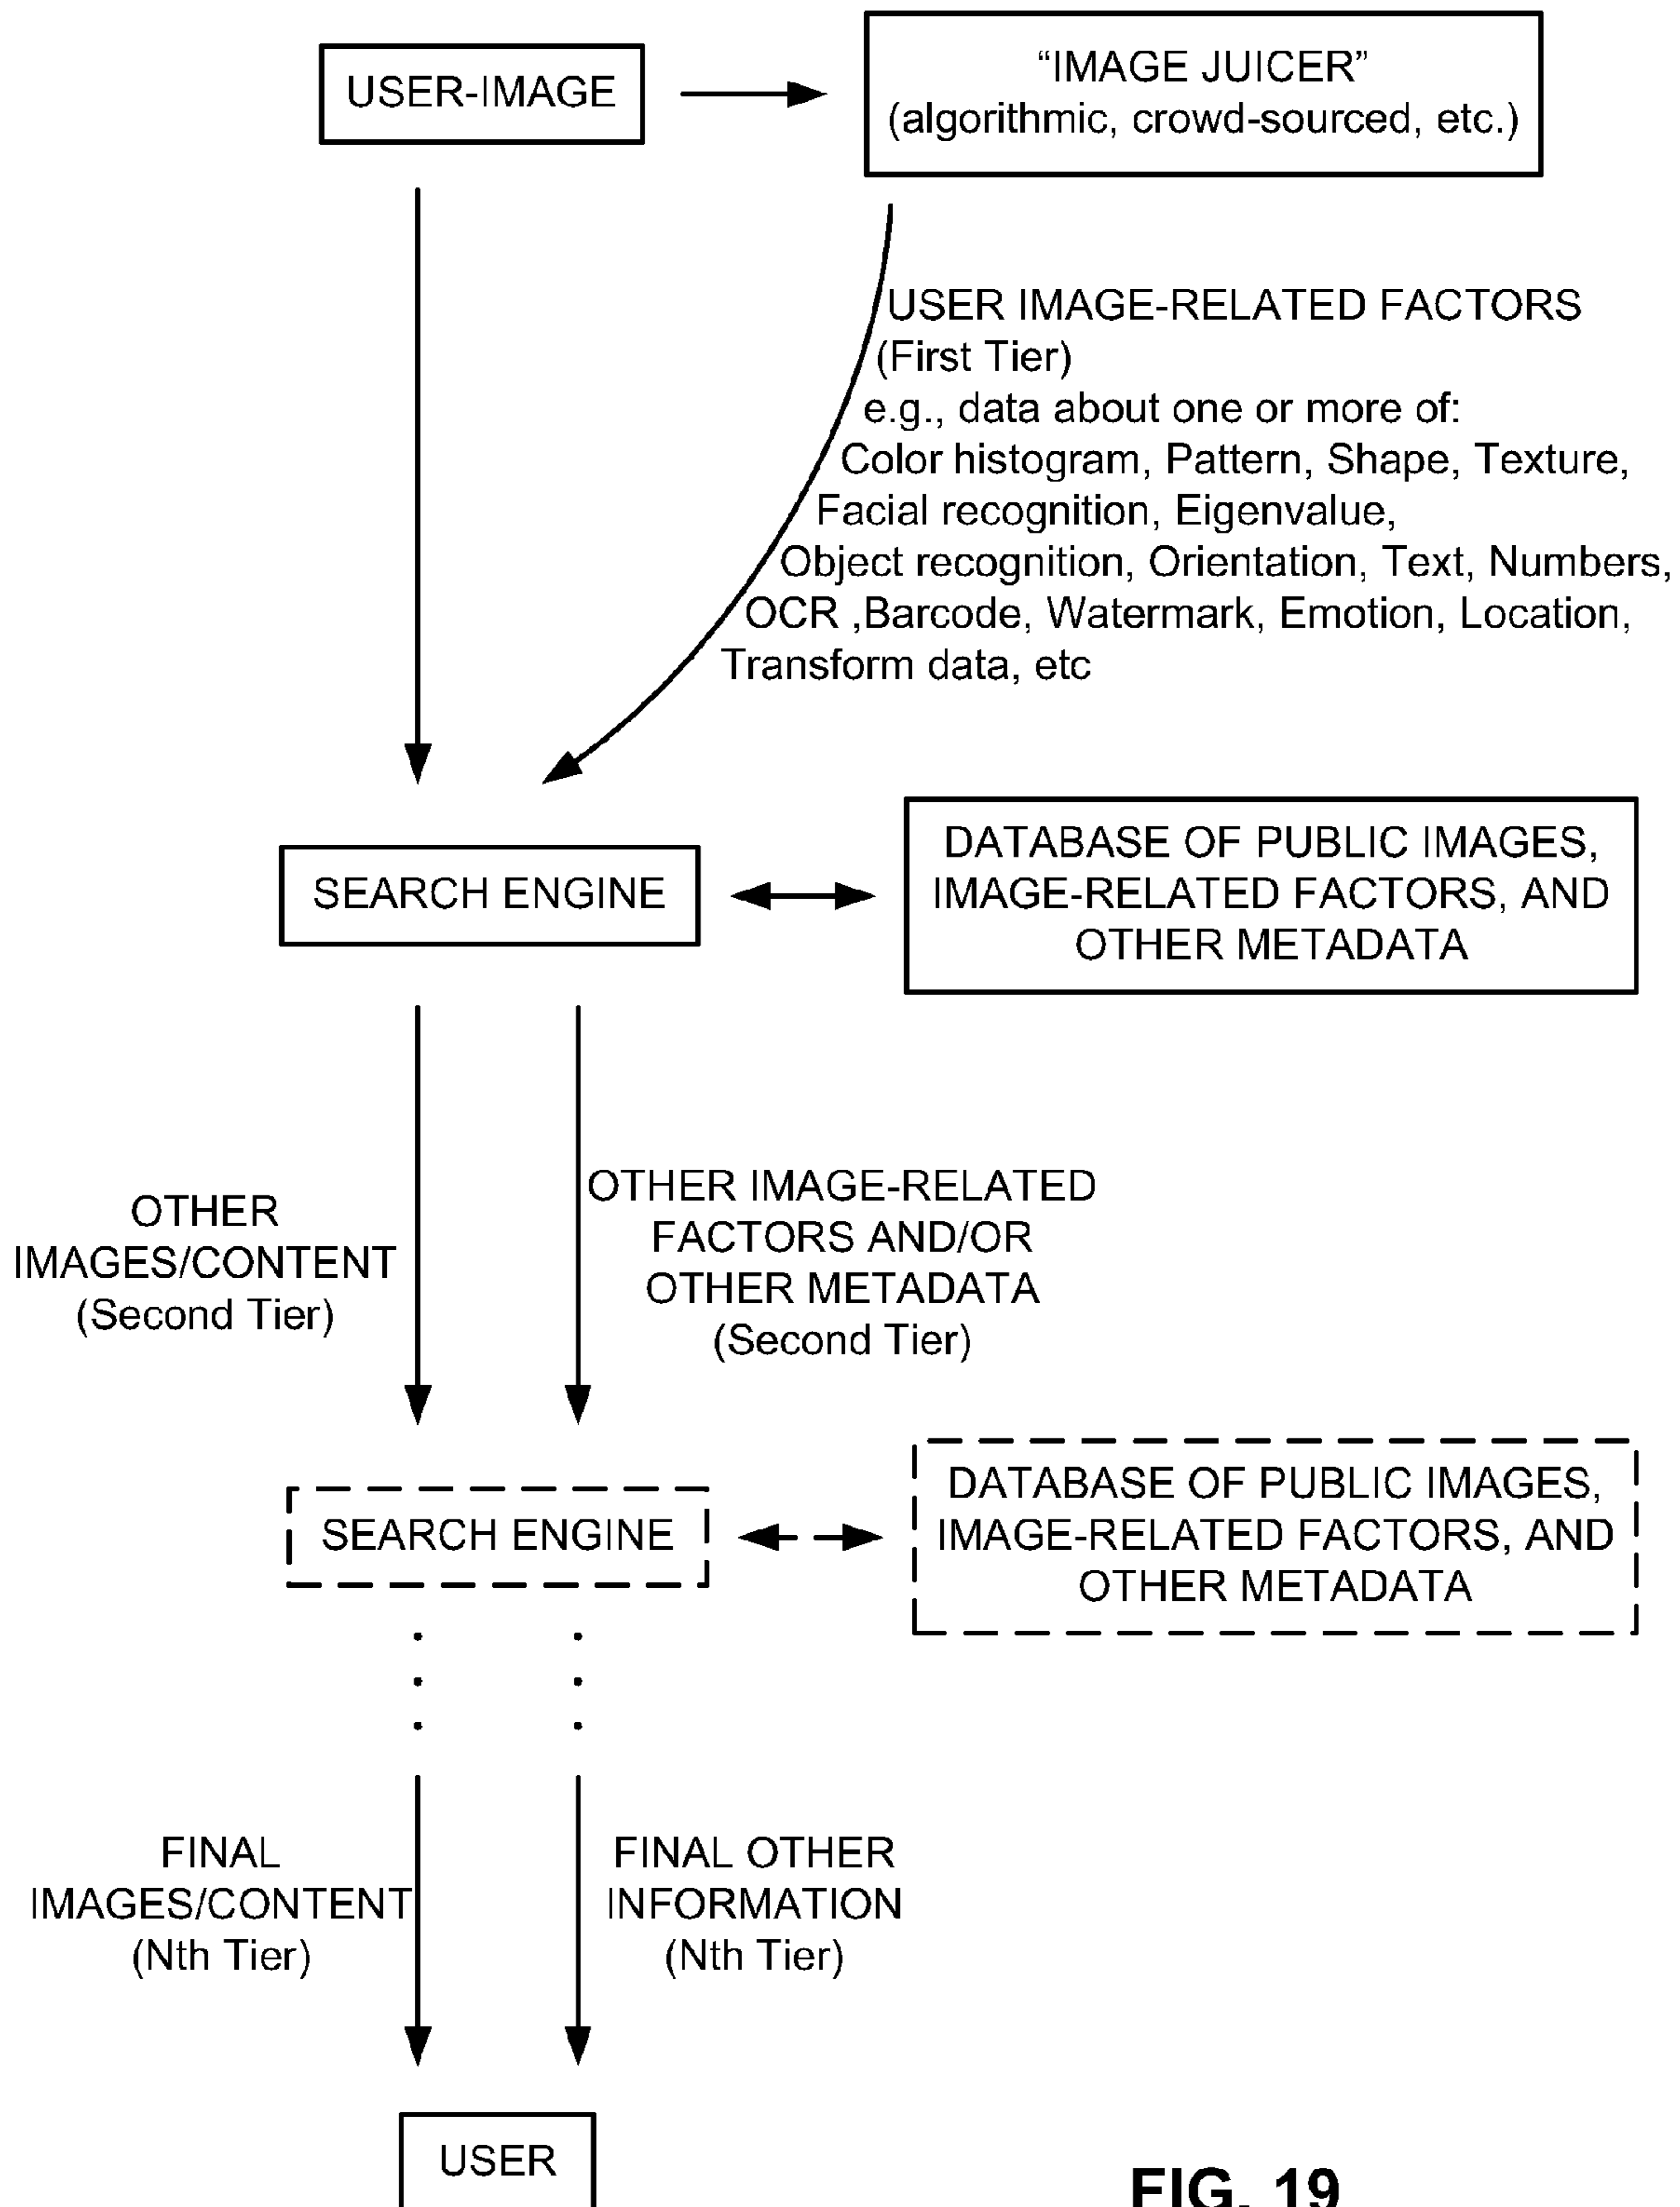 USER-IMAGE
“IMAGE JUICER”
(algorithmic, crowd-sourced, etc.)
USER IMAGE-RELATED FACTORS
(First Tier)
e.g., data about one or more of:
Color histogram, Pattern, Shape, Texture,
Facial recognition, Eigenvalue,
Object recognition, Orientation, Text, Numbers,
OCR ,Barcode, Watermark, Emotion, Location,
Transform data, etc
SEARCH ENGINE
DATABASE OF PUBLIC IMAGES,
IMAGE-RELATED FACTORS, AND
OTHER METADATA
OTHER
IMAGES/CONTENT
(Second Tier)
OTHER IMAGE-RELATED
FACTORS AND/OR
OTHER METADATA
(Second Tier)
SEARCH ENGINE
DATABASE OF PUBLIC IMAGES,
IMAGE-RELATED FACTORS, AND
OTHER METADATA
FINAL
IMAGES/CONTENT
(Nth Tier)
FINAL OTHER
INFORMATION
(Nth Tier)
USER
FIG. 19